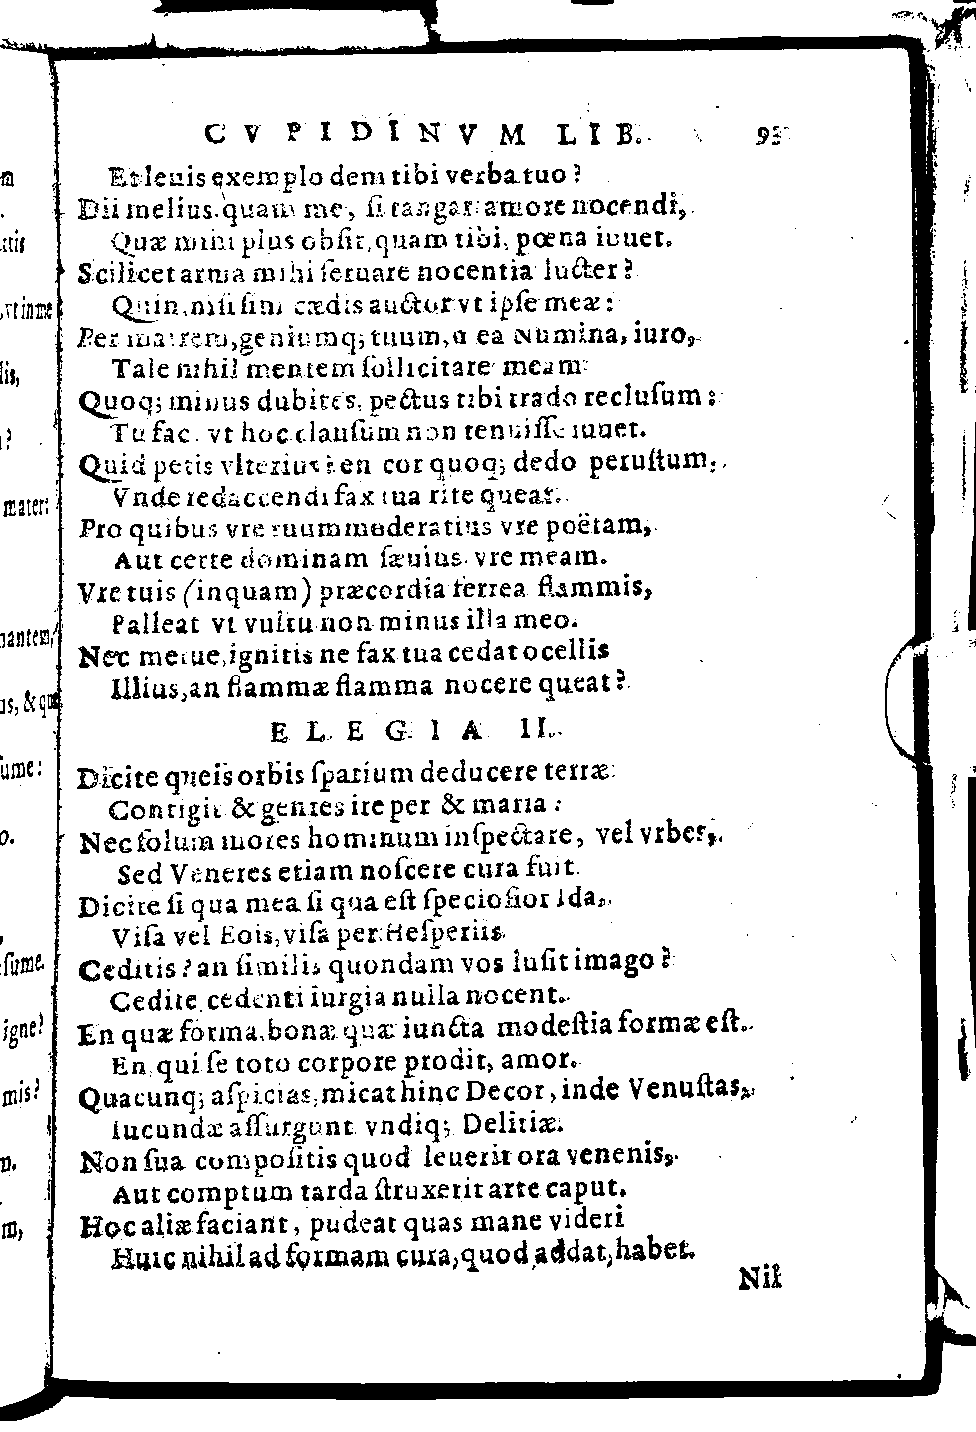 CVPIDINVM LIB. 93
Et leuis exemplo dem tibi verba tuo?
Dii melius. quam me, ſi tangar amore nocendi,
Quæ mihi plus obſit, quam tibi, pœna iuuet.
Scilicet arma mihi ſeruare nocentia lucter?
Quin, niſi ſim cædis auctor vt ipſe meæ:
Per matrem, geniumq; tuum, ea Numina, iuro,
Tale nihil mentem ſollicitare meam:
Quoq; minus dubites, pectus tibi trado recluſum:
Tu fac. vt hoc clauſum non tenuiſſe iuuet.
Quid petis vlterius? en cor quoq; dedo peruſtum,
Vnde redaccendi fax tua rite queat.
Pro quibus vre tuum moderatius vre poëtam,
Aut certe dominam ſæuius vre meam.
Vre tuis (inquam) præcordia ferrea flammis,
Palleat vt vultu non minus illa meo.
Nec metue, ignitis ne fax tua cedat ocellis
Illius, an flammæ flamma nocere queat?
ELEGIA II.
Dicite queis orbis ſpatium deducere terræ
Contigit & gentes ire per & maria:
Nec ſolum mores hominum inſpectare, vel vrbes,
Sed Veneres etiam noſcere cura fuit.
Dicite ſi qua mea ſi qua eſt ſpecioſior Ida,
Viſa vel Eois, viſa per Heſperiis.
Ceditis? an ſimilis quondam vos luſit imago?
Cedite cedenti iurgia nulla nocent.
En quæ forma, bonæ quæ iuncta modeſtia formæ eſt.
En, qui ſe toto corpore prodit, amor.
Quacunq; aſpicias, micat hinc Decor, inde Venuſtas,
Iucundæ aſſurgunt vndiq; Delitiæ.
Non ſua compoſitis quod leuerit ora venenis,
Aut comptum tarda ſtruxerit arte caput.
Hoc aliæ faciant, pudeat quas mane videri
Huic nihil ad formam cura, quod addat, habet.
Nil